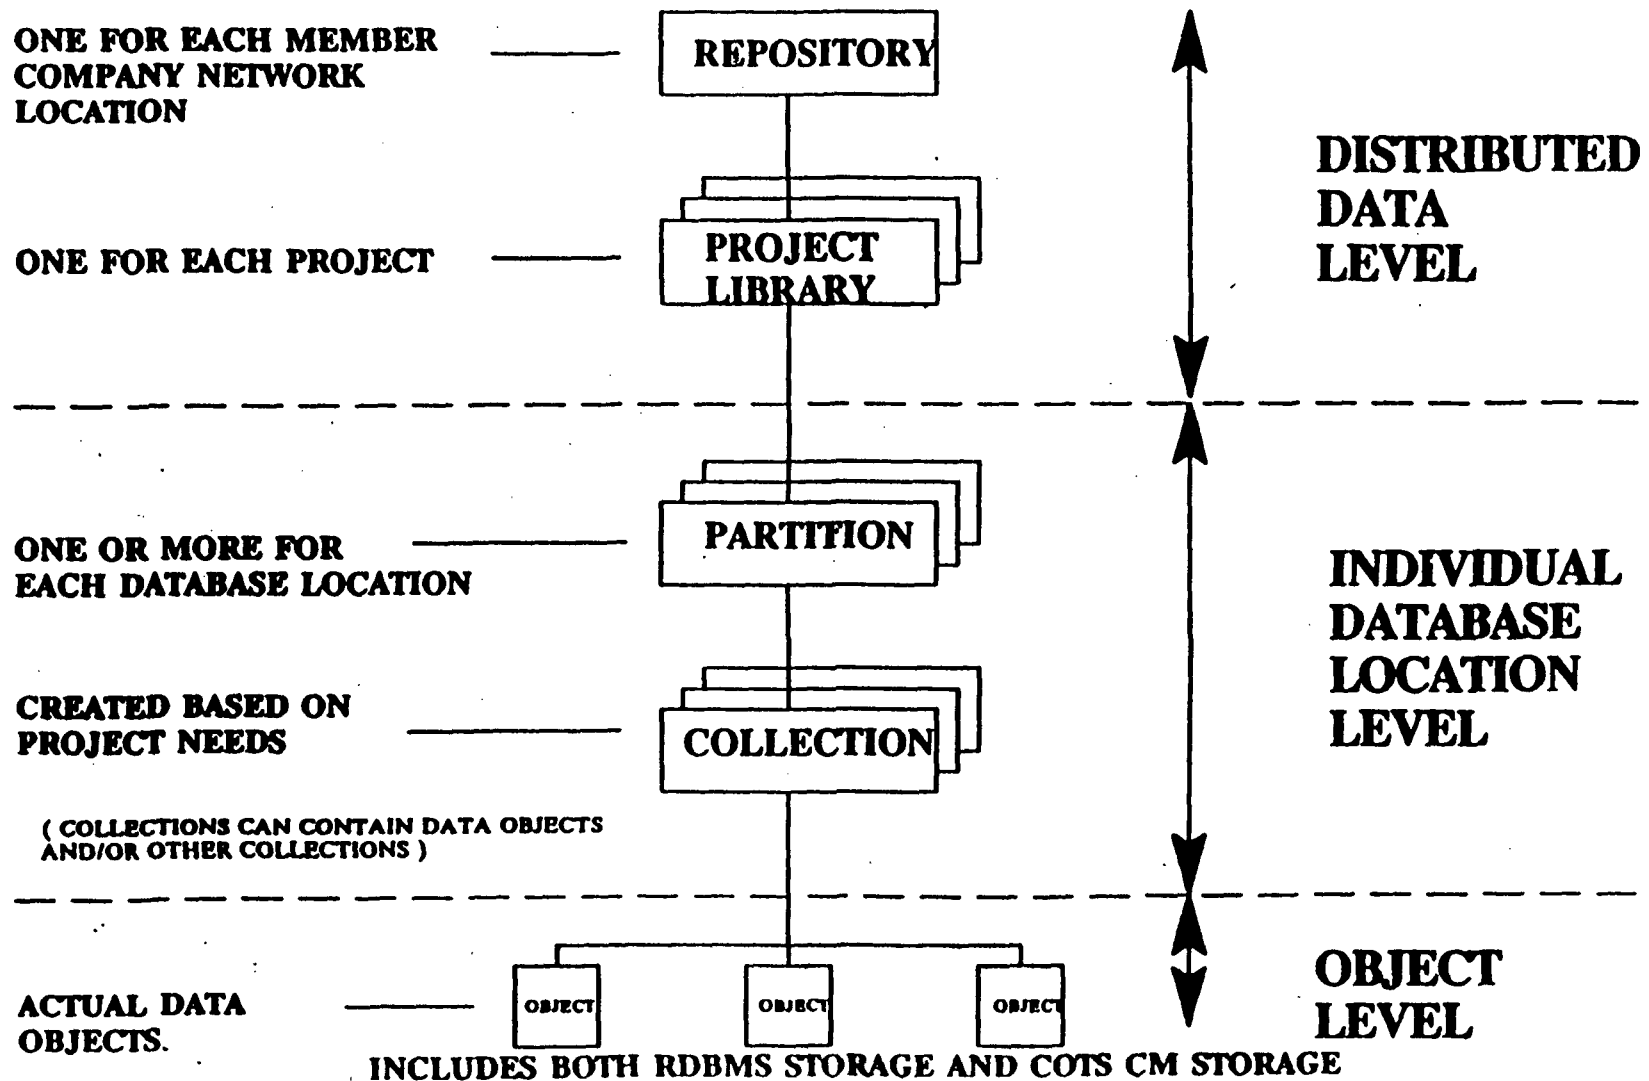 ONE FOR EACH MEMBER
COMPANY NETWORK
LOCATION
REPOSITORY
DISTRIBUTED
DATA
LEVEL
ONE FOR EACH PROJECT
PROJECT
LIBRARY
ONE OR MORE FOR
EACH DATABASE LOCATION
PARTITION
INDIVIDUAL
DATABASE
LOCATION
LEVEL
CREATED BASED ON
PROJECT NEEDS
COLLECTION
( COLLECTIONS CAN CONTAIN DATA OBJECTS
AND/OR OTHER COLLECTIONS )
ACTUAL DATA
OBJECTS.
OBJECT
OBJECT
OBJECT
OBJECT
LEVEL
INCLUDES BOTH RDBMS STORAGE AND COTS CM STORAGE